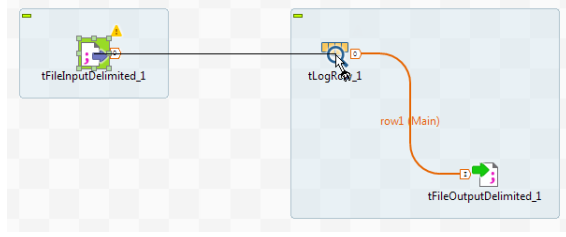 tFileInputDelimited_1
tLogRow_1
row1 (Main)
tFileOutputDelimited_1